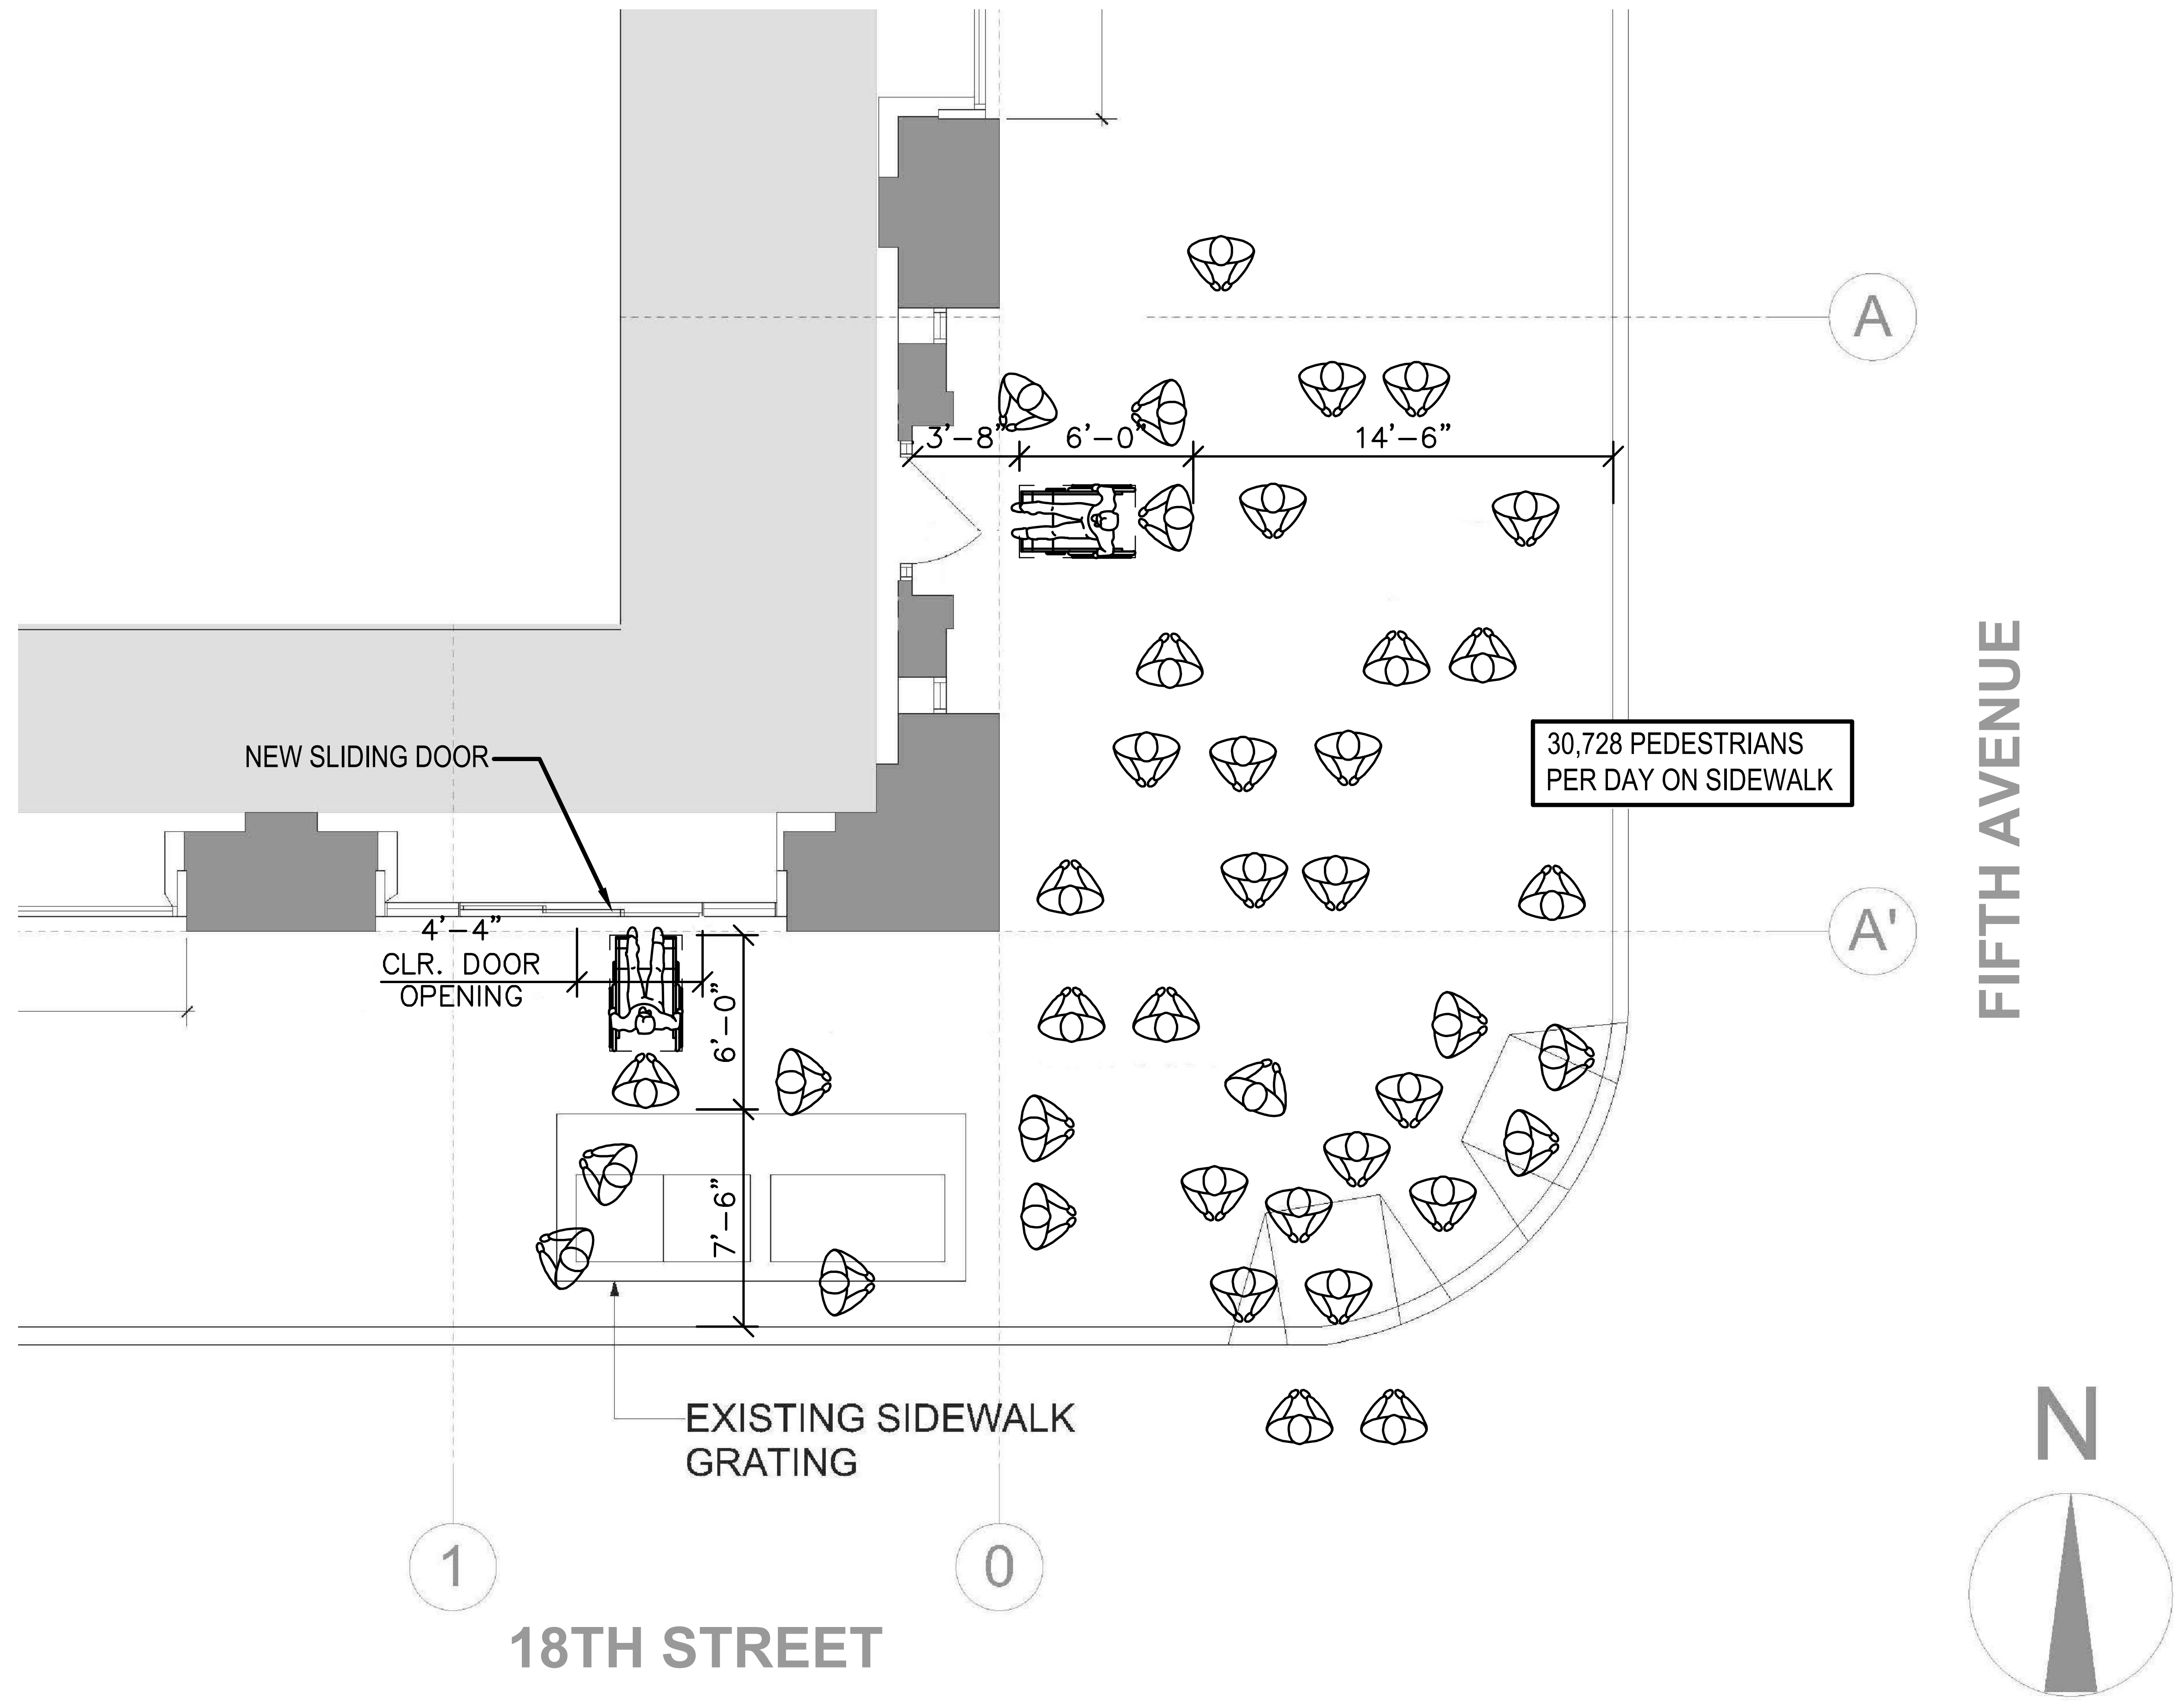 A
3'-8"
6'-0"
14'-6"
FIFTH AVENUE
NEW SLIDING DOOR
30,728 PEDESTRIANS
PER DAY ON SIDEWALK
A'
4'-4"
CLR. DOOR
OPENING
6'-0"
7'-6"
EXISTING SIDEWALK
GRATING
N
1
0
18TH STREET